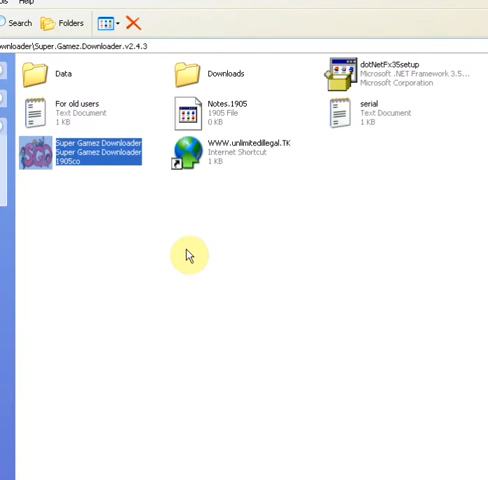 Help
Search
Folders
ownloader\Super.Gamez.Downloader.v2.4.3
Data
Downloads
dotNetFx35setup
Microsoft .NET Framework 3.5...
Microsoft Corporation
For old users
Text Document
1 KB
Notes.1905
1905 File
0 KB
serial
Text Document
1 KB
Super Gamez Downloader
Super Gamez Downloader
1905co
WWW.unlimitedillegal.TK
Internet Shortcut
1 KB